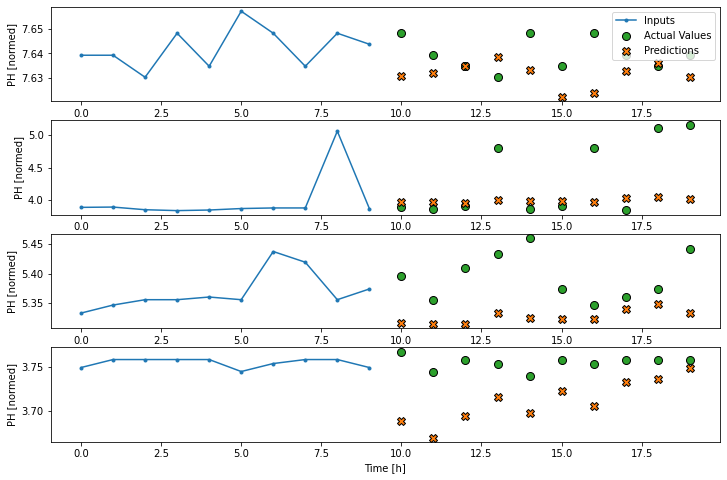 PH [normed]
7.65
7.64
7.63
Inputs
Actual Values
Predictions
0.0 2.5 5.0 7.5 10.0 12.5 15.0 17.5
PH [normed]
5.0
4.5
4.0
0.0 2.5 5.0 7.5 10.0 12.5 15.0 17.5
PH [normed]
5.45
5.40
5.35
0.0 2.5 5.0 7.5 10.0 12.5 15.0 17.5
PH [normed]
3.75
3.70
0.0 2.5 5.0 7.5 10.0 12.5 15.0 17.5
Time [h]